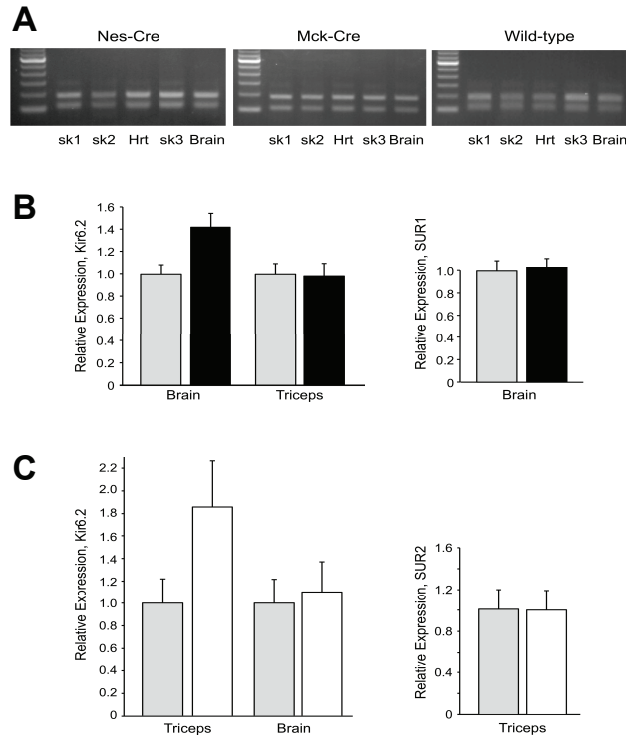 A
Nes-Cre
Mck-Cre
Wild-type
sk1 sk2 Hrt sk3 Brain
sk1 sk2 Hrt sk3 Brain
sk1 sk2 Hrt sk3 Brain
B
Relative Expression, Kir6.2
1.6
1.4
1.2
1.0
0.8
0.6
0.4
0.2
0
Brain
Triceps
Relative Expression, SUR1
1.0
0.8
0.6
0.4
0.2
0
Brain
C
Relative Expression, Kir6.2
2.2
2.0
1.8
1.6
1.4
1.2
1.0
0.8
0.6
0.4
0.2
0
Triceps
Brain
Relative Expression, SUR2
1.6
1.2
0.8
0.4
0
Triceps